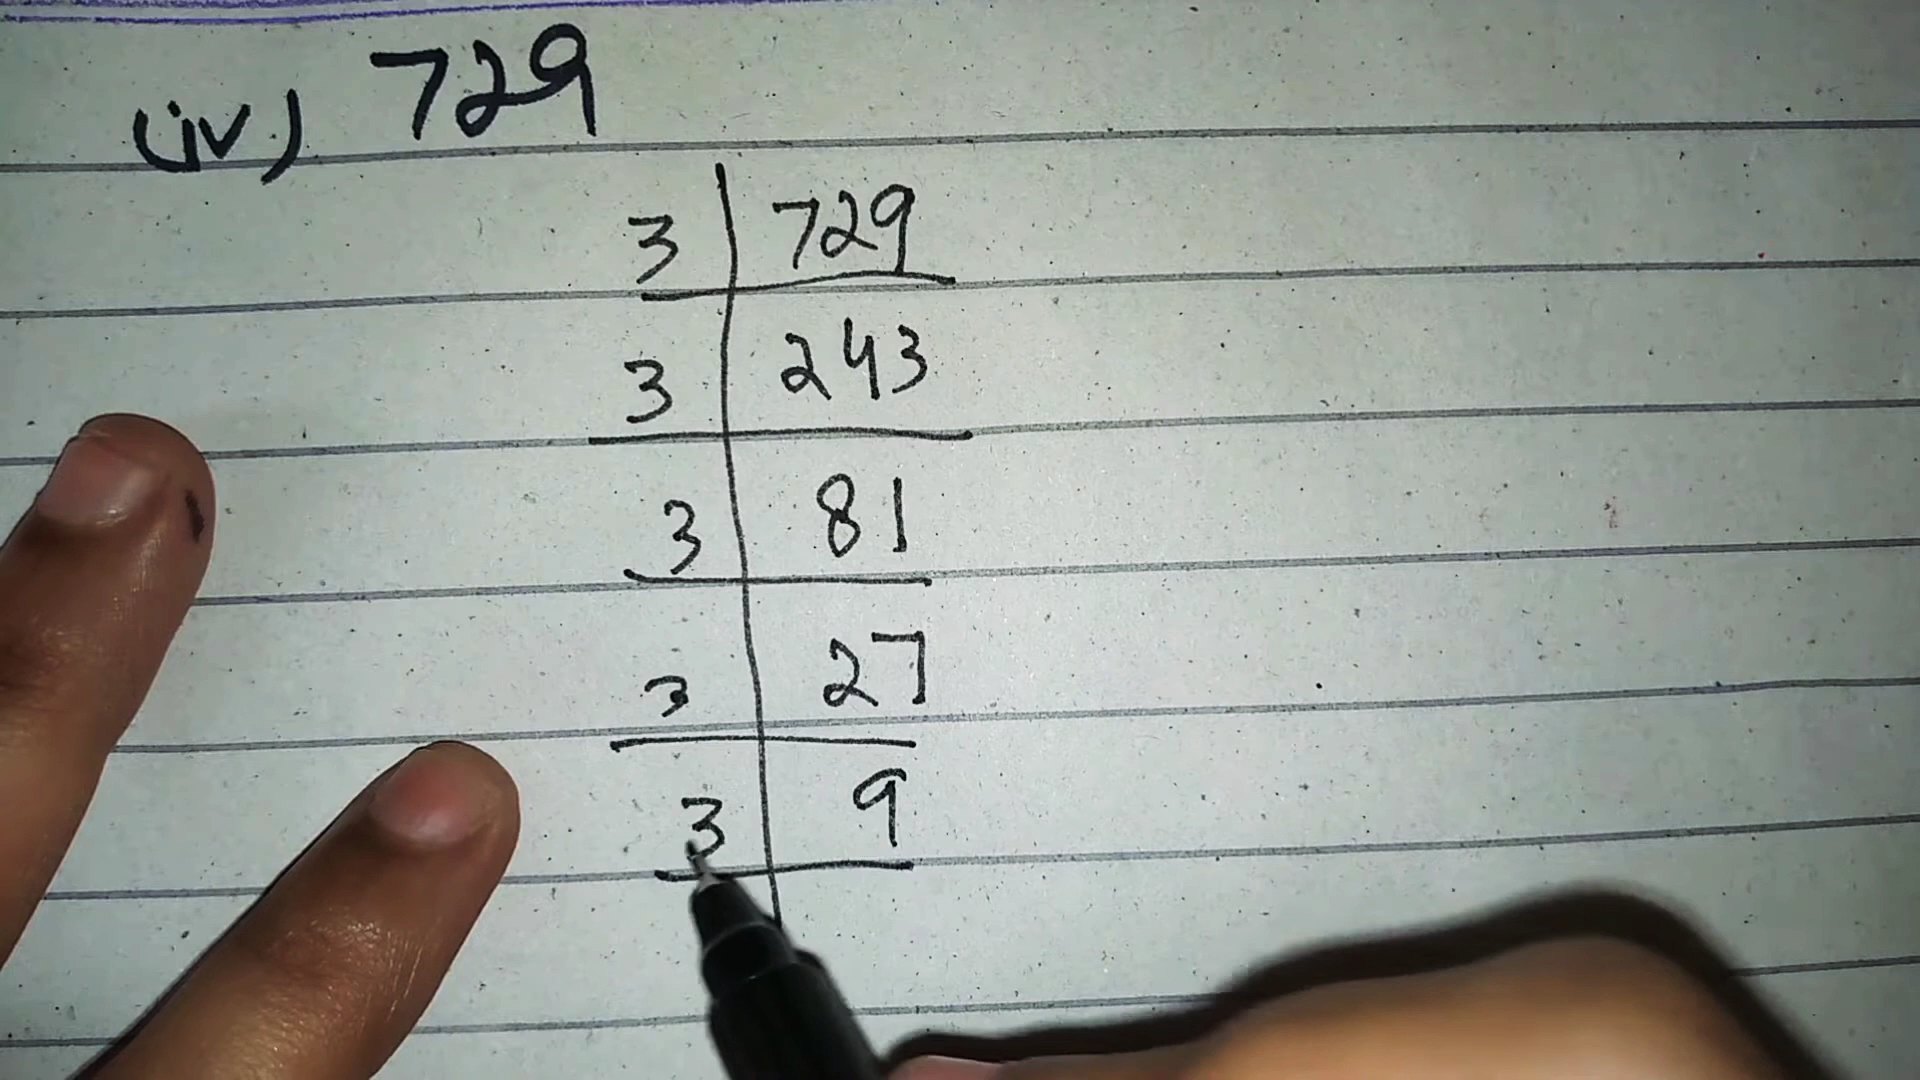 (iv) 729
3 | 729
3 | 243
3 | 81
3 | 27
3 | 9